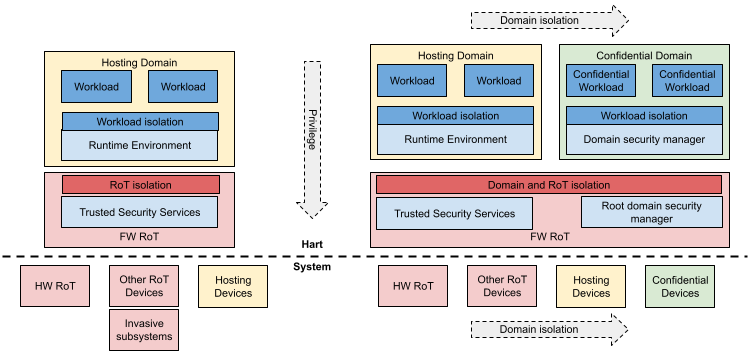 Domain isolation
Hosting Domain
Workload
Workload
Workload isolation
Runtime Environment
RoT isolation
Trusted Security Services
FW RoT
Privilege
Hosting Domain
Workload
Workload
Workload isolation
Runtime Environment
Confidential Domain
Confidential
Workload
Confidential
Workload
Workload isolation
Domain security manager
Domain and RoT isolation
Trusted Security Services
Root domain security
manager
FW RoT
Hart
System
HW RoT
Other RoT
Devices
Hosting
Devices
Invasive
subsystems
HW RoT
Other RoT
Devices
Hosting
Devices
Confidential
Devices
Domain isolation